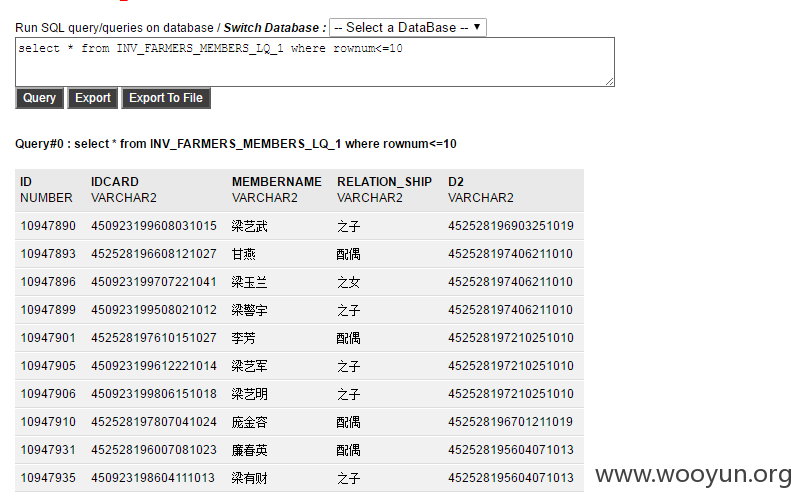 Run SQL query/queries on database / Switch Database : -- Select a DataBase --
select * from INV_FARMERS_MEMBERS_LQ_1 where rownum<=10
Query Export Export To File
Query#0 : select * from INV_FARMERS_MEMBERS_LQ_1 where rownum<=10
ID IDCARD MEMBERNAME RELATION_SHIP D2
NUMBER VARCHAR2 VARCHAR2 VARCHAR2 VARCHAR2
10947890 450923199608031015 梁艺武 之子 452528196903251019
10947893 452528196608121027 甘燕 配偶 452528197406211010
10947896 450923199707221041 梁玉兰 之女 452528197406211010
10947899 450923199508021012 梁警宇 之子 452528197406211010
10947901 452528197610151027 李芳 配偶 452528197210251010
10947905 450923199612221014 梁艺军 之子 452528197210251010
10947906 450923199806151018 梁艺明 之子 452528197210251010
10947910 452528197807041024 庞金容 配偶 452528196701211019
10947931 452528196007081023 廉春英 配偶 452528195604071013
10947935 450923198604111013 梁有财 之子 452528195604071013
www.wooyun.org